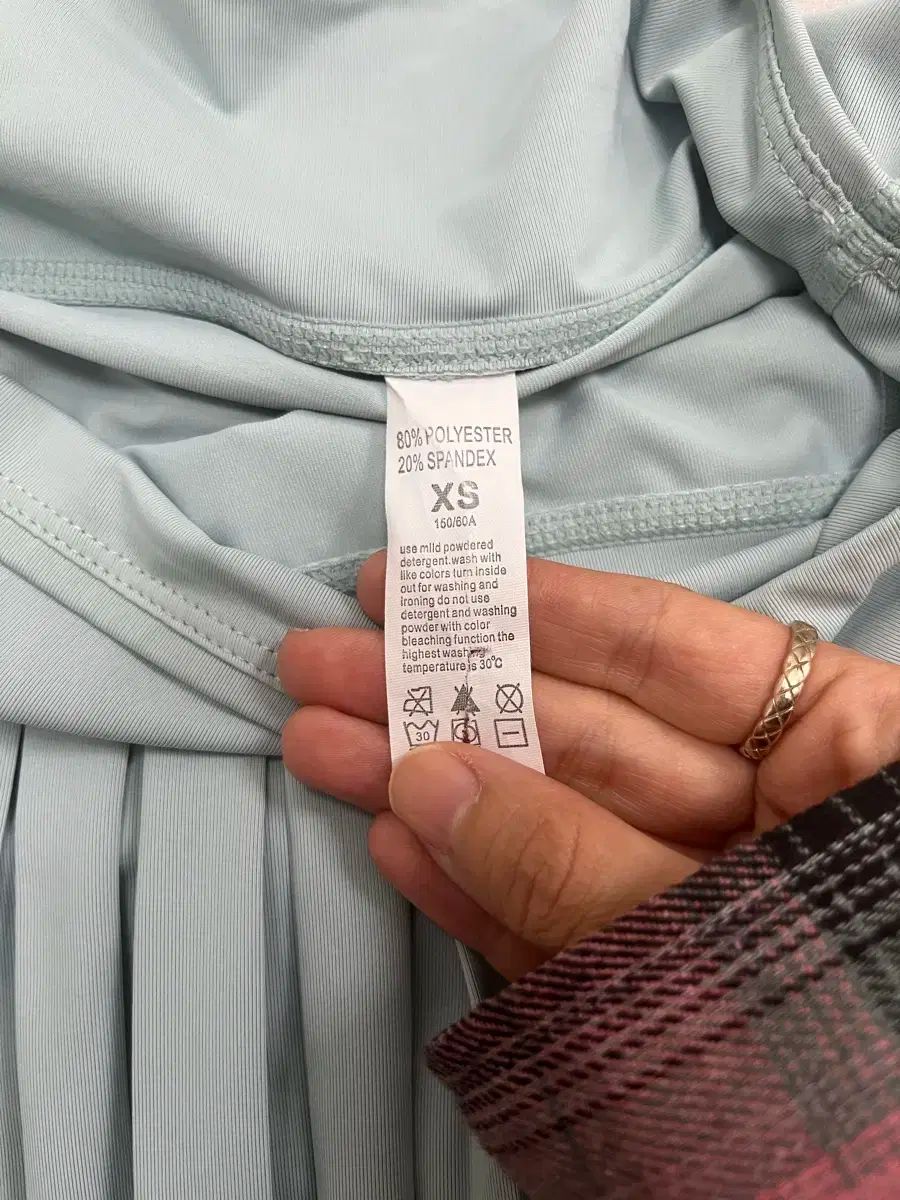 80% POLYESTER
20% SPANDEX
XS
150/60A
use mild powdered
detergent.wash with
like colors turn inside
out for washing and
ironing do not use
detergent and washing
powder with color
bleaching function the
highest washing
temperature is 30℃
30